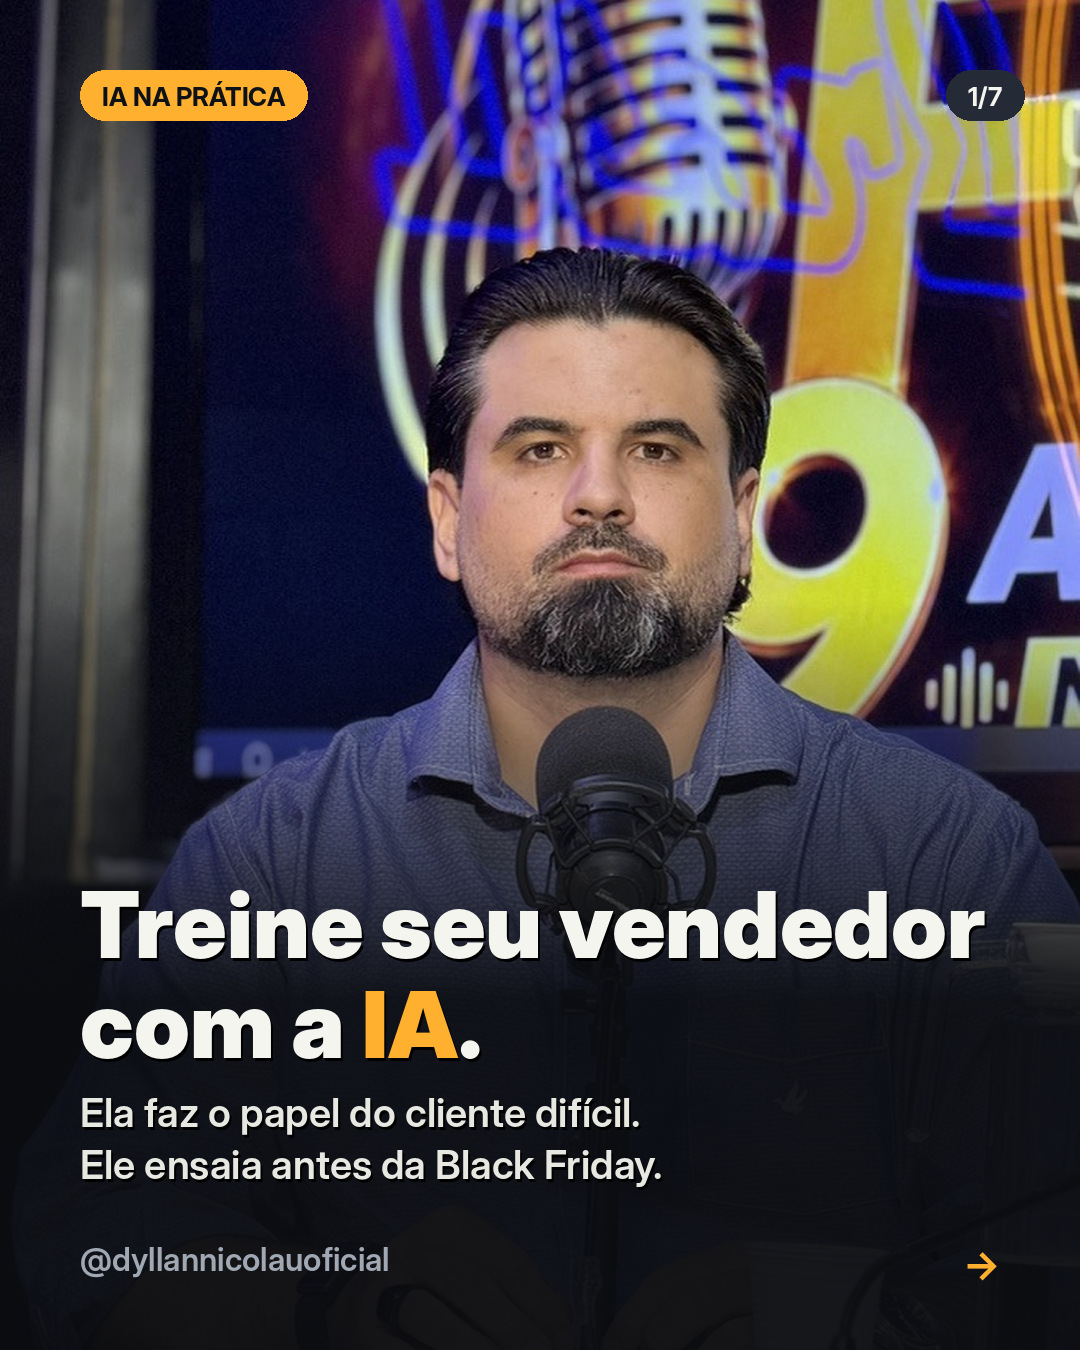 IA NA PRÁTICA
1/7
9
A
Treine seu vendedor
com a IA.
Ela faz o papel do cliente difícil.
Ele ensaia antes da Black Friday.
@dyllannicolauoficial
→